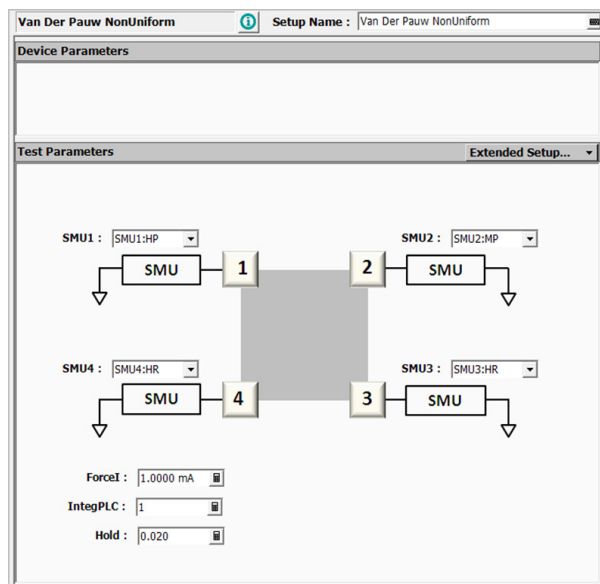 Van Der Pauw NonUniform Setup Name : Van Der Pauw NonUniform
Device Parameters
Test Parameters Extended Setup...
SMU1 : SMU1:HP SMU2 : SMU2:MP
SMU 1 2 SMU
SMU4 : SMU4:HR SMU3 : SMU3:HR
SMU 4 3 SMU
ForceI : 1.0000 mA
IntegPLC : 1
Hold : 0.020